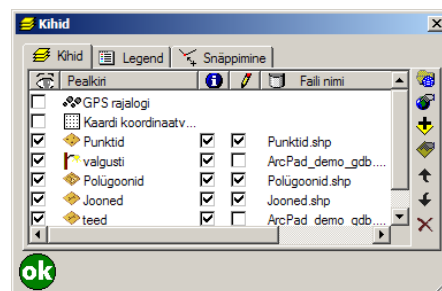 Kihid
Kihid Legend Snäppimine
Pealkiri Faili nimi
GPS rajalogi
Kaardi koordinaatv...
Punktid Punktid.shp
valgusti ArcPad_demo_gdb....
Polügoonid Polügoonid.shp
Jooned Jooned.shp
teed ArcPad_demo_gdb....
ok